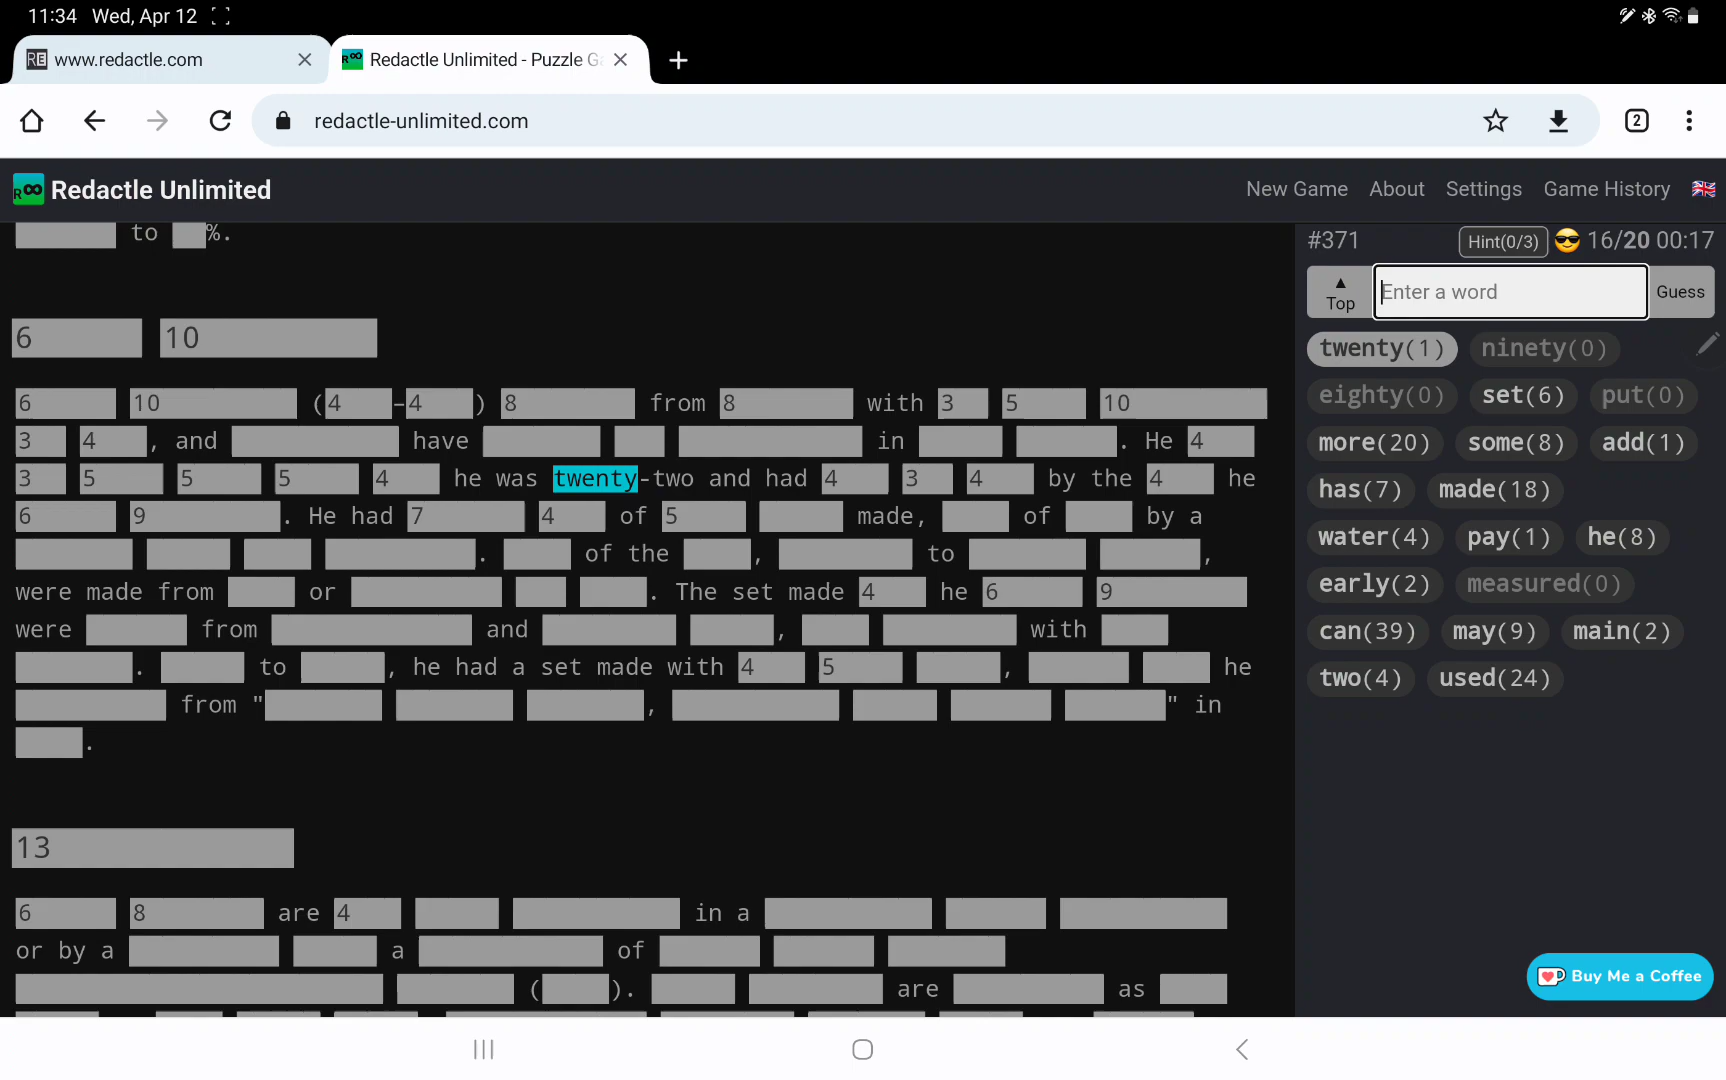 11:34 Wed, Apr 12
www.redactle.com
Redactle Unlimited - Puzzle Ga
redactle-unlimited.com
2
R∞ Redactle Unlimited
New Game About Settings Game History
to %.
#371 Hint(0/3) 😎 16/20 00:17
▲ Top Enter a word Guess
6 10
twenty(1) ninety(0)
eighty(0) set(6) put(0)
6 10 (4 -4 ) 8 from 8 with 3 5 10
3 4 , and have in . He 4
more(20) some(8) add(1)
3 5 5 5 4 he was twenty-two and had 4 3 4 by the 4 he
has(7) made(18)
6 9 . He had 7 4 of 5 made, of by a
water(4) pay(1) he(8)
. of the , to ,
early(2) measured(0)
were made from or . The set made 4 he 6 9
can(39) may(9) main(2)
were from and , with
. to , he had a set made with 4 5 , he
two(4) used(24)
from " , " in
.
13
6 8 are 4 in a
or by a a of
( ). are as
Buy Me a Coffee